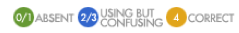 0/1 ABSENT 2/3 USING BUT CONFUSING 4 CORRECT